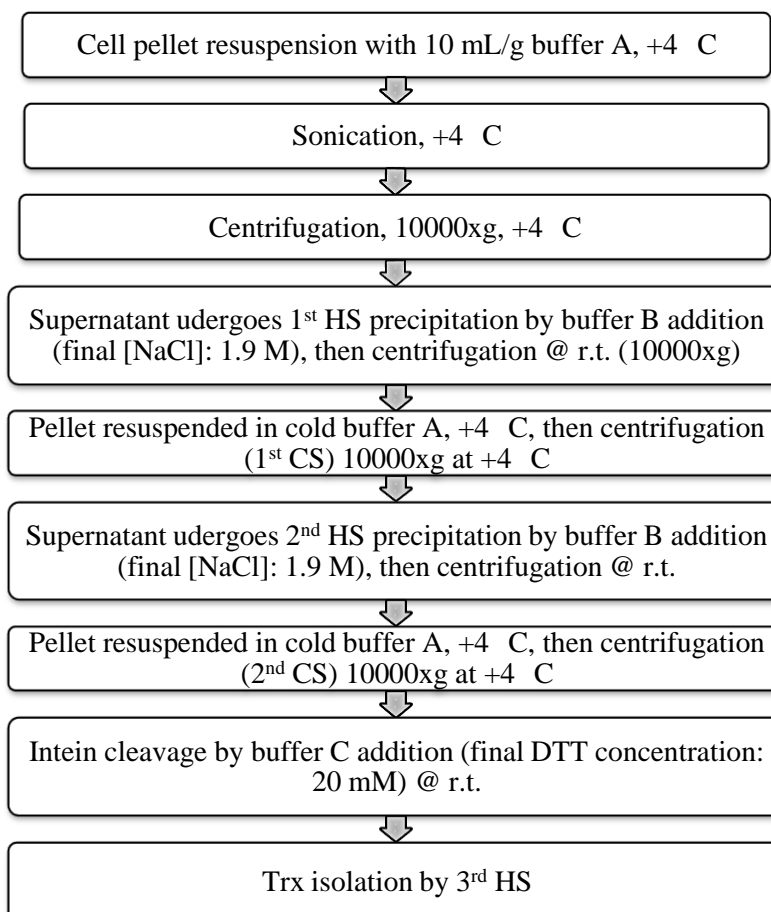 Cell pellet resuspension with 10 mL/g buffer A, +4 C
Sonication, +4 C
Centrifugation, 10000xg, +4 C
Supernatant udergoes 1st HS precipitation by buffer B addition
(final [NaCl]: 1.9 M), then centrifugation @ r.t. (10000xg)
Pellet resuspended in cold buffer A, +4 C, then centrifugation
(1st CS) 10000xg at +4 C
Supernatant udergoes 2nd HS precipitation by buffer B addition
(final [NaCl]: 1.9 M), then centrifugation @ r.t.
Pellet resuspended in cold buffer A, +4 C, then centrifugation
(2nd CS) 10000xg at +4 C
Intein cleavage by buffer C addition (final DTT concentration:
20 mM) @ r.t.
Trx isolation by 3rd HS